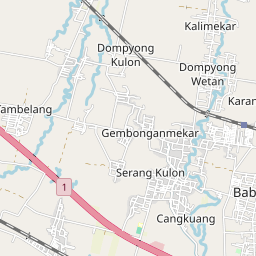 Kalimekar
Dompyong
Kulon
Dompyong
Wetan
Karan
Tambelang
Gembonganmekar
Serang Kulon
1
Bab
Cangkuang